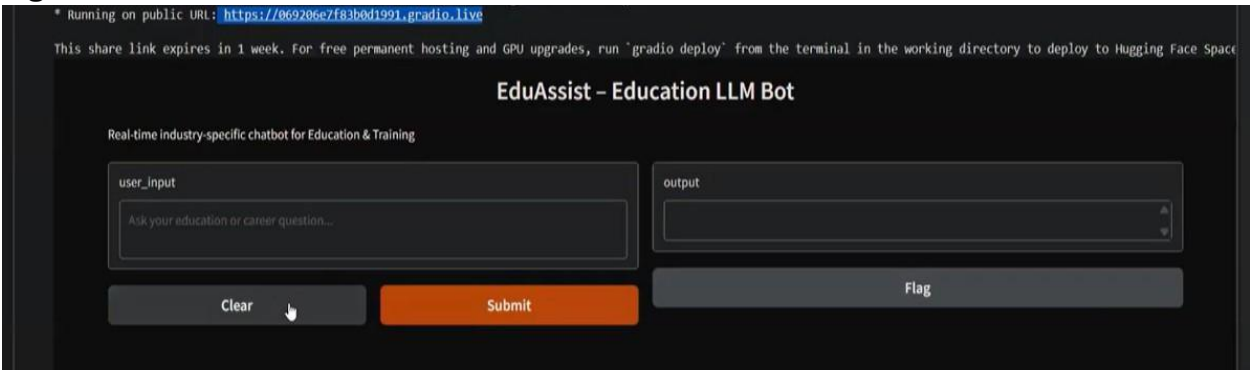 * Running on public URL: https://069206e7f83b0d1991.gradio.live
This share link expires in 1 week. For free permanent hosting and GPU upgrades, run `gradio deploy` from the terminal in the working directory to deploy to Hugging Face Space
EduAssist – Education LLM Bot
Real-time industry-specific chatbot for Education & Training
user_input
output
Ask your education or career question...
Flag
Clear
Submit